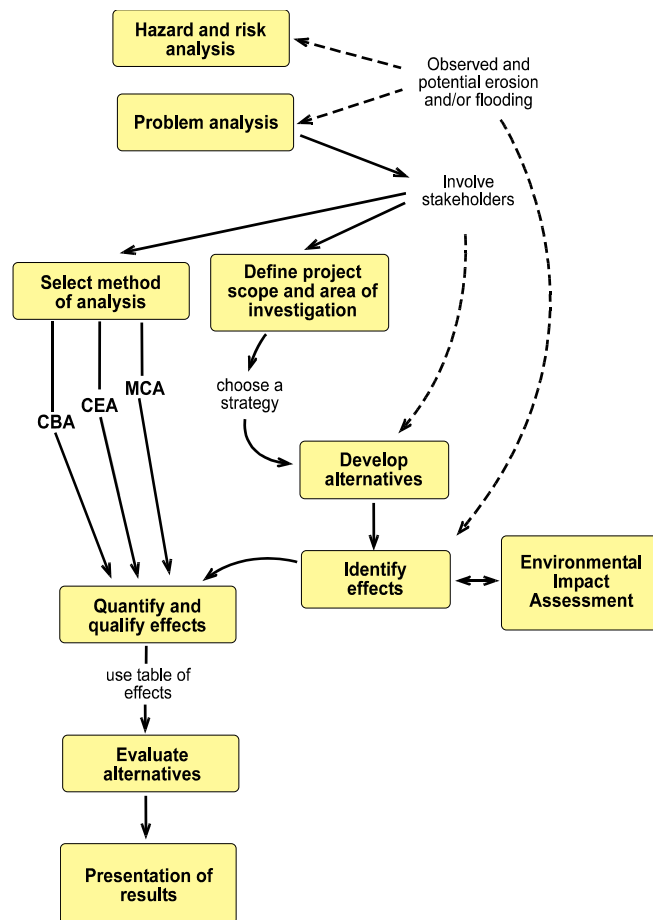 Hazard and risk
analysis
Observed and
potential erosion
and/or flooding
Problem analysis
Involve
stakeholders
Select method
of analysis
Define project
scope and area of
investigation
CBA
CEA
MCA
choose a
strategy
Develop
alternatives
Identify
effects
Environmental
Impact
Assessment
Quantify and
qualify effects
use table of
effects
Evaluate
alternatives
Presentation of
results